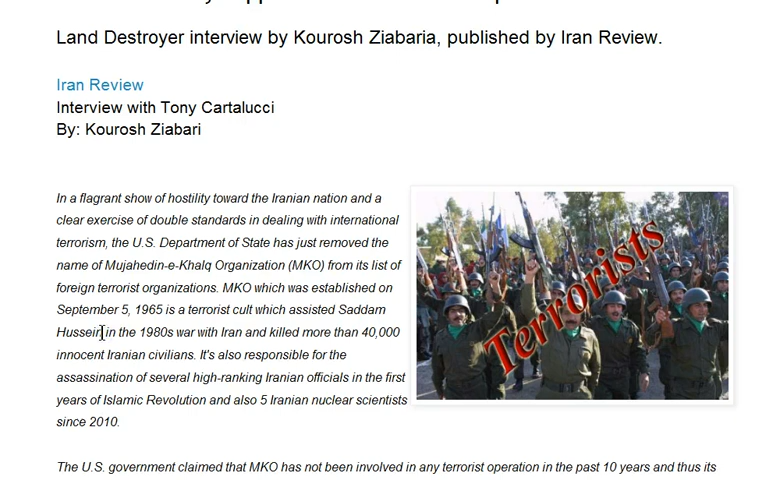 Land Destroyer interview by Kourosh Ziabaria, published by Iran Review.
Iran Review
Interview with Tony Cartalucci
By: Kourosh Ziabari
In a flagrant show of hostility toward the Iranian nation and a
clear exercise of double standards in dealing with international
terrorism, the U.S. Department of State has just removed the
name of Mujahedin-e-Khalq Organization (MKO) from its list of
foreign terrorist organizations. MKO which was established on
September 5, 1965 is a terrorist cult which assisted Saddam
Hussein in the 1980s war with Iran and killed more than 40,000
innocent Iranian civilians. It's also responsible for the
assassination of several high-ranking Iranian officials in the first
years of Islamic Revolution and also 5 Iranian nuclear scientists
since 2010.
Terrorists
The U.S. government claimed that MKO has not been involved in any terrorist operation in the past 10 years and thus its